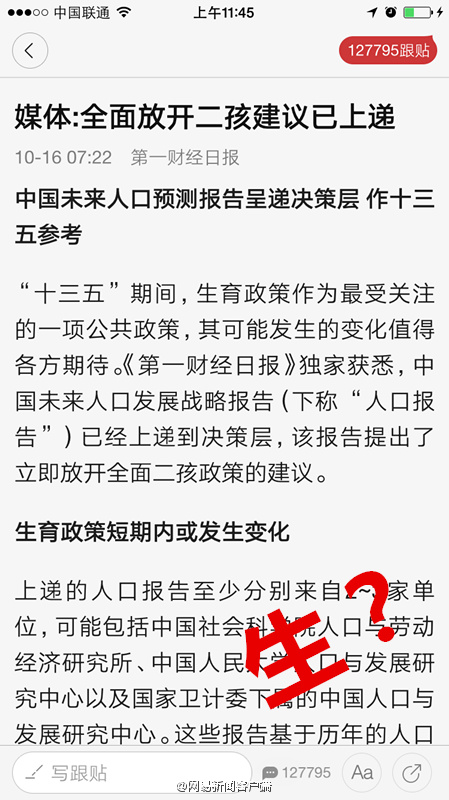 中国联通
上午11:45
127795跟贴
媒体:全面放开二孩建议已上递
10-16 07:22 第一财经日报
中国未来人口预测报告呈递决策层 作十三
五参考
“十三五”期间，生育政策作为最受关注
的一项公共政策，其可能发生的变化值得
各方期待。《第一财经日报》独家获悉，中
国未来人口发展战略报告（下称“人口报
告”）已经上递到决策层，该报告提出了
立即放开全面二孩政策的建议。
生育政策短期内或发生变化
上递的人口报告至少分别来自2~3家单
位，可能包括中国社会科学院人口与劳动
经济研究所、中国人民大学人口与发展研
究中心以及国家卫计委下属的中国人口与
发展研究中心。这些报告基于历年的人口
生？
写跟贴
127795
Aa
@网易新闻客户端